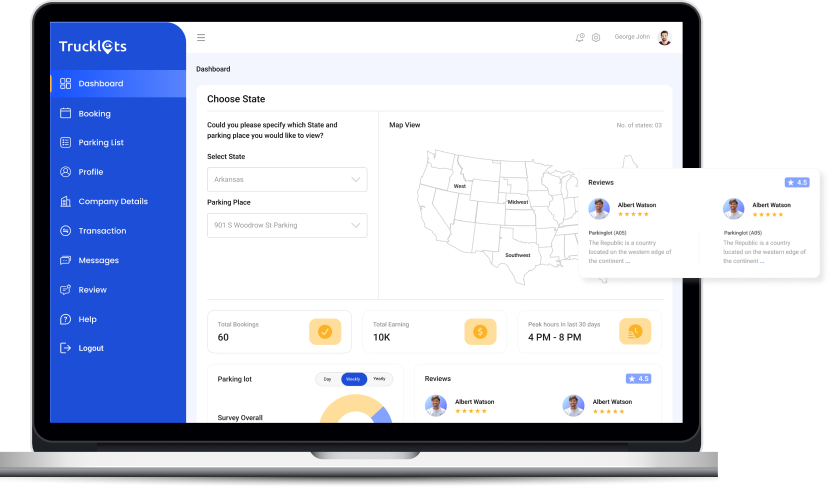 Trucklots
Dashboard
Booking
Parking List
Profile
Company Details
Transaction
Messages
Review
Help
Logout
George John
Dashboard
Choose State
Could you please specify which State and
parking place you would like to view?
Select State
Arkansas
Parking Place
901 S Woodrow St Parking
Map View
No. of states: 03
West
Midwest
Southwest
Reviews
4.5
Albert Watson
Parkinglot (A05)
The Republic is a country
located on the western edge of
the continent ...
Albert Watson
Parkinglot (A05)
The Republic is a country
located on the western edge of
the continent ...
Total Bookings
60
Total Earning
10K
Peak hours in last 30 days
4 PM - 8 PM
Parking lot
Day
Weekly
Yearly
Survey Overall
Reviews
4.5
Albert Watson
Albert Watson